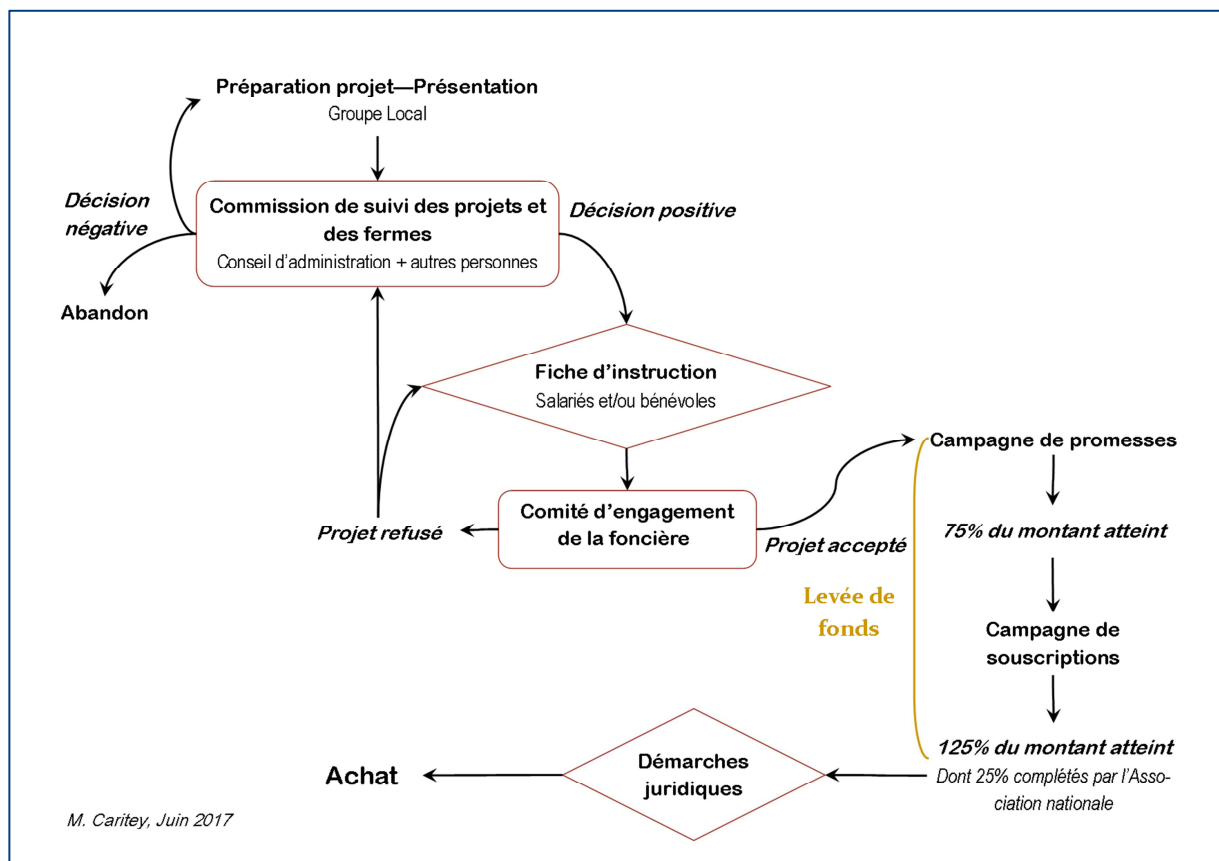 Préparation projet—Présentation
Groupe Local
Décision
négative
Commission de suivi des projets et
des fermes
Conseil d'administration + autres personnes
Décision positive
Abandon
Fiche d'instruction
Salariés et/ou bénévoles
Campagne de promesses
Projet refusé
Comité d'engagement
de la foncière
Projet accepté
75% du montant atteint
Levée de
fonds
Campagne de
souscriptions
125% du montant atteint
Dont 25% complétés par l'Asso-
ciation nationale
Démarches
juridiques
Achat
M. Caritey, Juin 2017